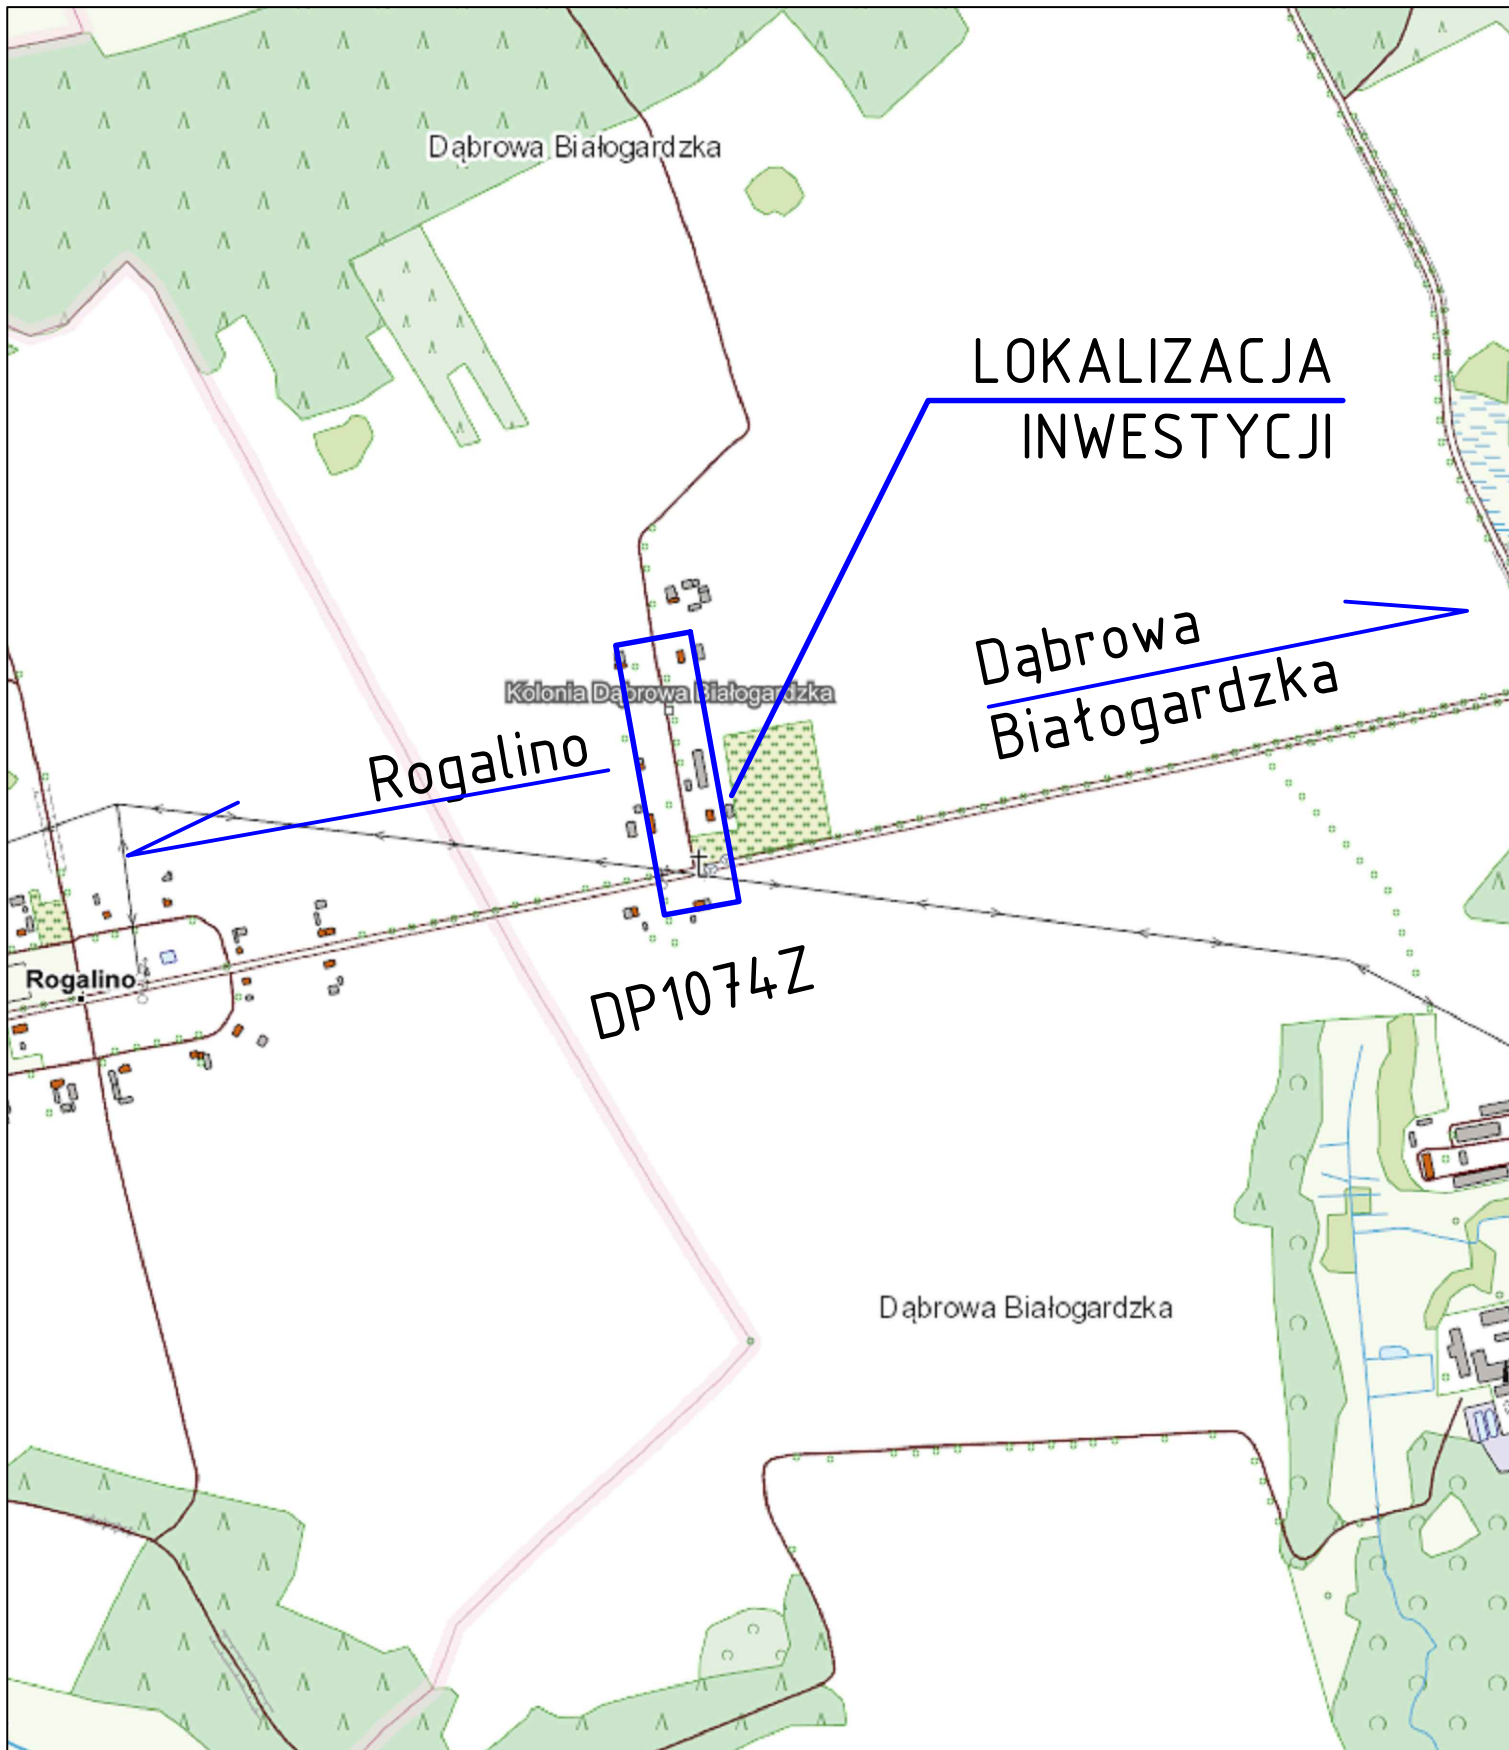 Dąbrowa Białogardzka
LOKALIZACJA
INWESTYCJI
Dąbrowa
Białogardzka
Kolonia Dąbrowa Białogardzka
Rogalino
Rogalino
DP1074Z
Dąbrowa Białogardzka